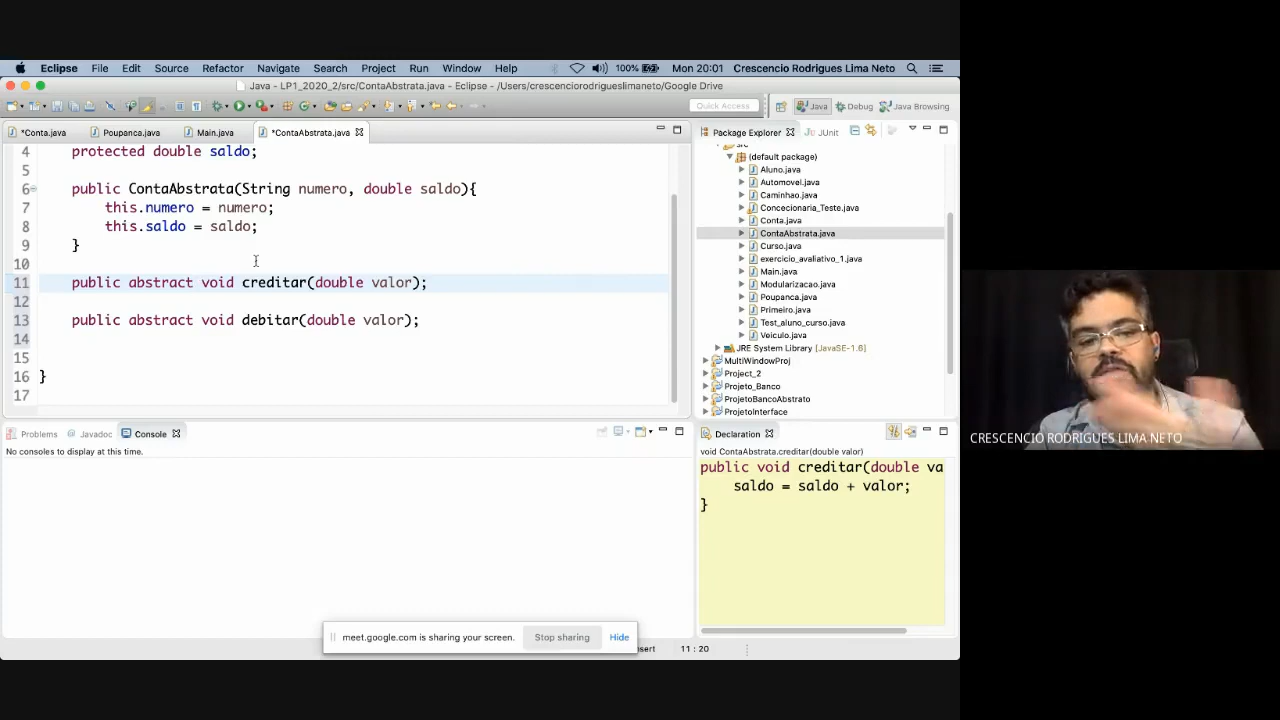 Eclipse File Edit Source Refactor Navigate Search Project Run Window Help 100% Mon 20:01 Crescencio Rodrigues Lima Neto
Java - LP1_2020_2/src/ContaAbstrata.java - Eclipse - /Users/crescenciorodrigueslimaneto/Google Drive
Quick Access Java Debug Java Browsing
*Conta.java Poupanca.java Main.java *ContaAbstrata.java
4 protected double saldo;
5
6 public ContaAbstrata(String numero, double saldo){
7 this.numero = numero;
8 this.saldo = saldo;
9 }
10
11 public abstract void creditar(double valor);
12
13 public abstract void debitar(double valor);
14
15
16 }
17
Package Explorer JUnit
src
(default package)
Aluno.java
Automovel.java
Caminhao.java
Concecionaria_Teste.java
Conta.java
ContaAbstrata.java
Curso.java
exercicio_avaliativo_1.java
Main.java
Modularizacao.java
Poupanca.java
Primeiro.java
Test_aluno_curso.java
Veiculo.java
JRE System Library [JavaSE-1.8]
MultiWindowProj
Project_2
Projeto_Banco
ProjetoBancoAbstrato
ProjetoInterface
Problems Javadoc Console
No consoles to display at this time.
Declaration
void ContaAbstrata.creditar(double valor)
public void creditar(double va
saldo = saldo + valor;
}
meet.google.com is sharing your screen. Stop sharing Hide
nsert 11 : 20
CRESCENCIO RODRIGUES LIMA NETO